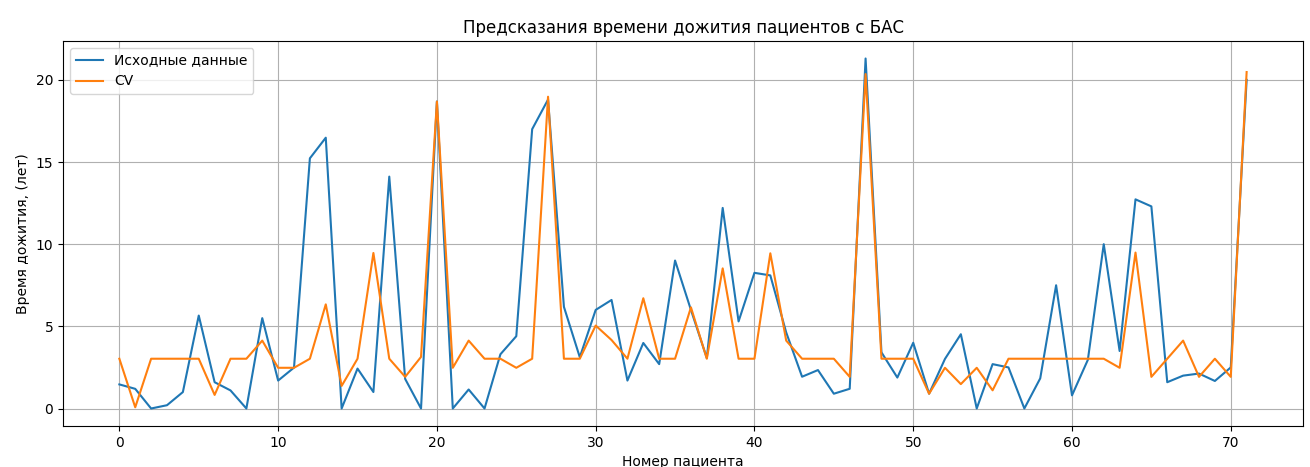 Предсказания времени дожития пациентов с БАС
Исходные данные
CV
Время дожития, (лет)
20
15
10
5
0
0 10 20 30 40 50 60 70
Номер пациента